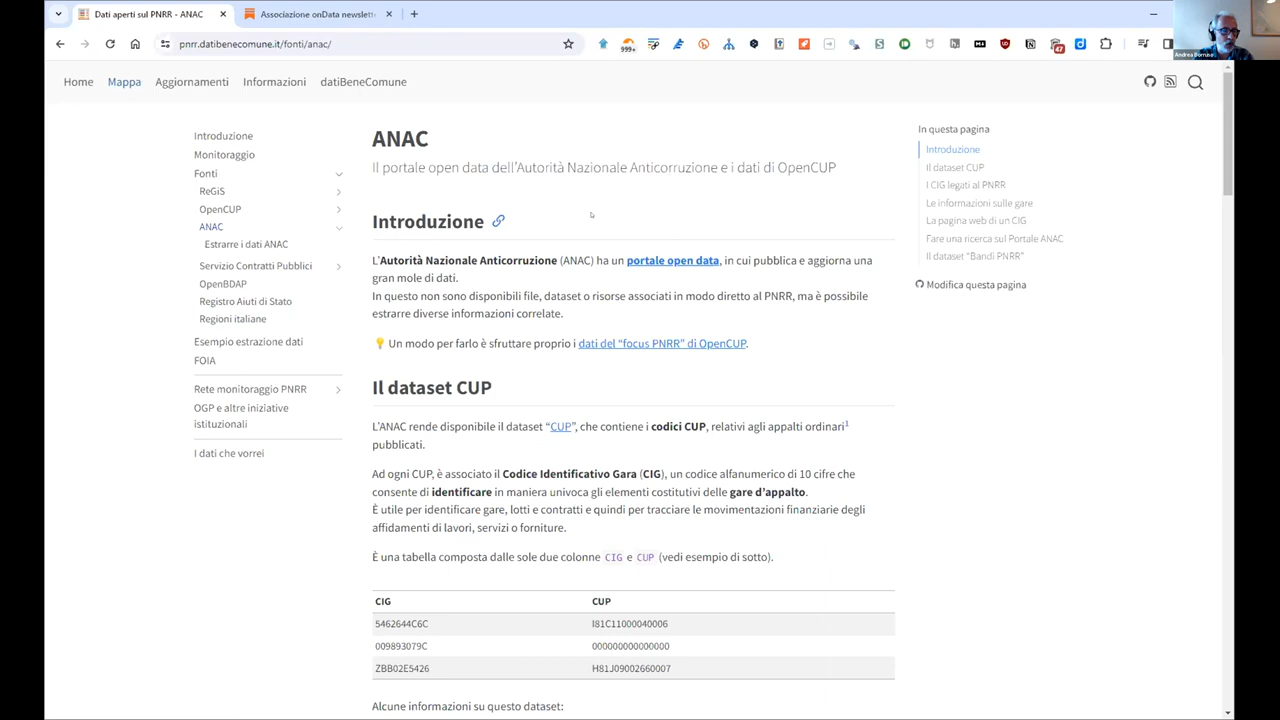 Dati aperti sul PNRR - ANAC
Associazione onData newslett
pnrr.datibenecomune.it/fonti/anac/
999+
47
Andrea Borruso
Home Mappa Aggiornamenti Informazioni datiBeneComune
Introduzione
Monitoraggio
Fonti
ReGiS
OpenCUP
ANAC
Estrarre i dati ANAC
Servizio Contratti Pubblici
OpenBDAP
Registro Aiuti di Stato
Regioni italiane
Esempio estrazione dati
FOIA
Rete monitoraggio PNRR
OGP e altre iniziative
istituzionali
I dati che vorrei
ANAC
Il portale open data dell'Autorità Nazionale Anticorruzione e i dati di OpenCUP
Introduzione
L'Autorità Nazionale Anticorruzione (ANAC) ha un portale open data, in cui pubblica e aggiorna una
gran mole di dati.
In questo non sono disponibili file, dataset o risorse associati in modo diretto al PNRR, ma è possibile
estrarre diverse informazioni correlate.
💡 Un modo per farlo è sfruttare proprio i dati del “focus PNRR” di OpenCUP.
Il dataset CUP
L'ANAC rende disponibile il dataset “CUP”, che contiene i codici CUP, relativi agli appalti ordinari1
pubblicati.
Ad ogni CUP, è associato il Codice Identificativo Gara (CIG), un codice alfanumerico di 10 cifre che
consente di identificare in maniera univoca gli elementi costitutivi delle gare d'appalto.
È utile per identificare gare, lotti e contratti e quindi per tracciare le movimentazioni finanziarie degli
affidamenti di lavori, servizi o forniture.
È una tabella composta dalle sole due colonne CIG e CUP (vedi esempio di sotto).
CIG CUP
5462644C6C I81C11000040006
009893079C 000000000000000
ZBB02E5426 H81J09002660007
Alcune informazioni su questo dataset:
In questa pagina
Introduzione
Il dataset CUP
I CIG legati al PNRR
Le informazioni sulle gare
La pagina web di un CIG
Fare una ricerca sul Portale ANAC
Il dataset “Bandi PNRR”
Modifica questa pagina